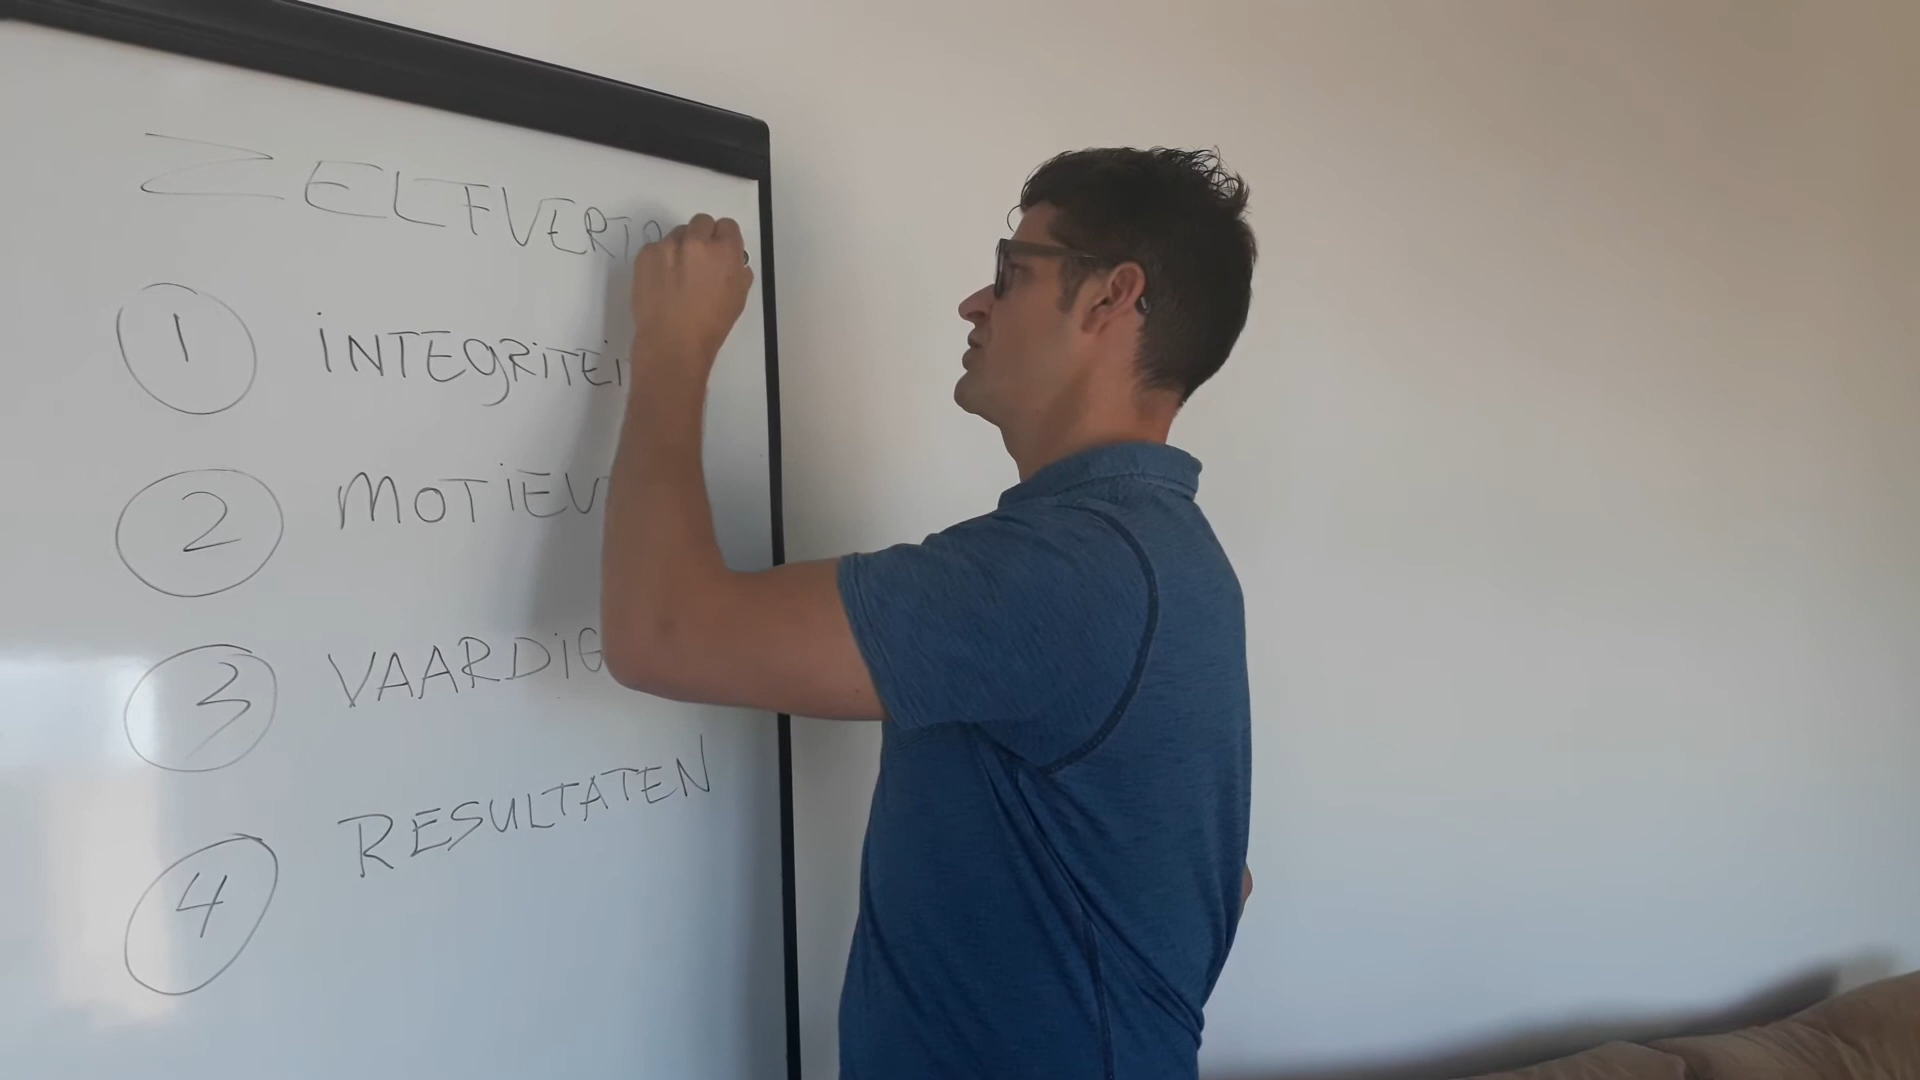 ZELFVERT
1 INTEGRITEI
2 MOTIEV
3 VAARDIG
4 RESULTATEN